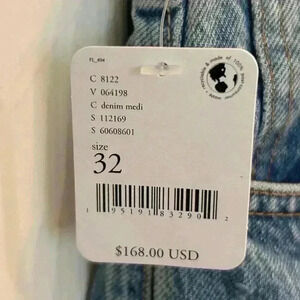 FL_494
C 8122
V 064198
C denim medi
S 112169
S 60608601
size
32
1 95191 83290 2
$168.00 USD